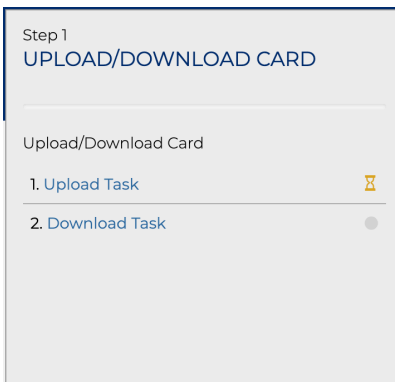 Step 1
UPLOAD/DOWNLOAD CARD
Upload/Download Card
1. Upload Task
2. Download Task